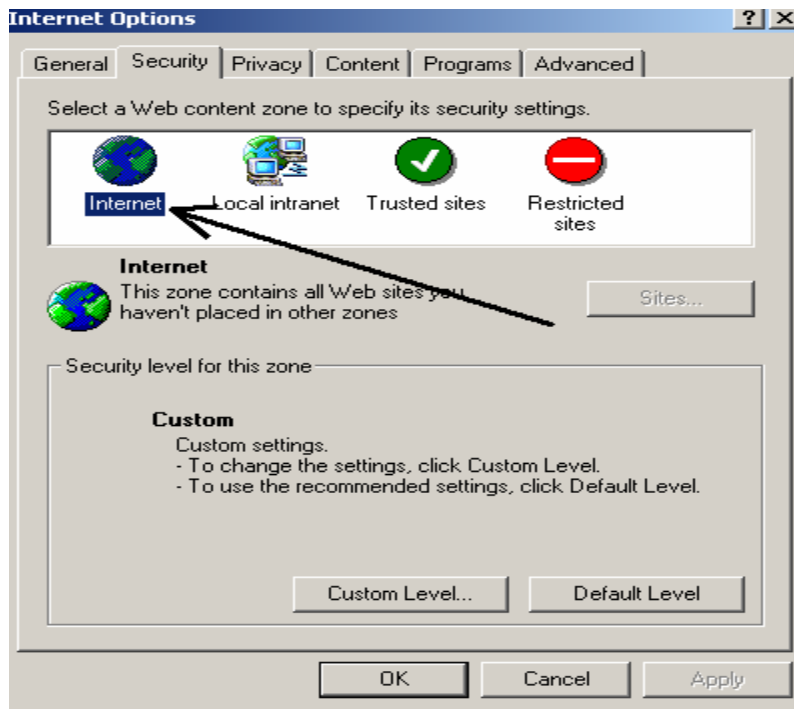 Internet Options
? X
General Security Privacy Content Programs Advanced
Select a Web content zone to specify its security settings.
Internet Local intranet Trusted sites Restricted
sites
Internet
This zone contains all Web sites you
haven't placed in other zones
Sites...
Security level for this zone
Custom
Custom settings.
- To change the settings, click Custom Level.
- To use the recommended settings, click Default Level.
Custom Level... Default Level
OK Cancel Apply